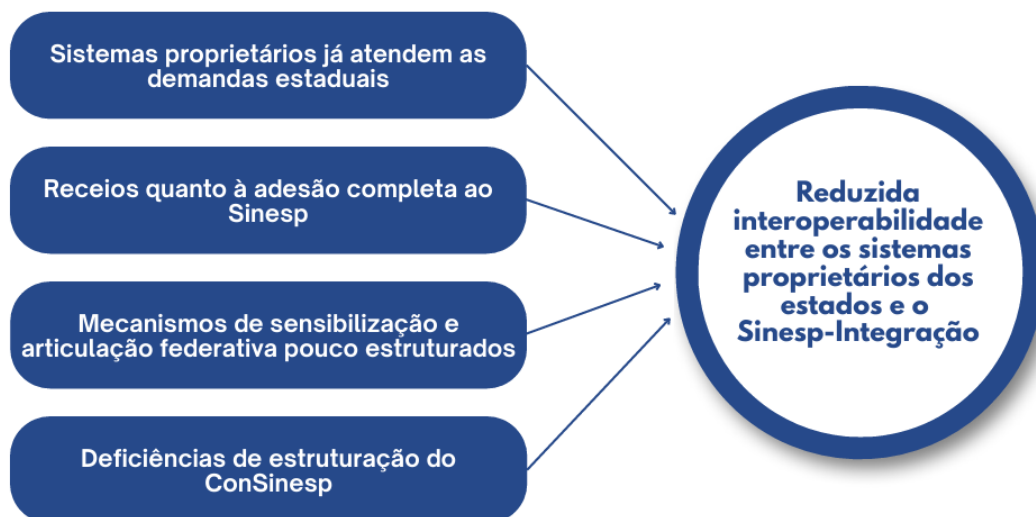 Sistemas proprietários já atendem as
demandas estaduais
Receios quanto à adesão completa ao
Sinesp
Mecanismos de sensibilização e
articulação federativa pouco estruturados
Deficiências de estruturação do
ConSinesp
Reduzida
interoperabilidade
entre os sistemas
proprietários dos
estados e o
Sinesp-Integração